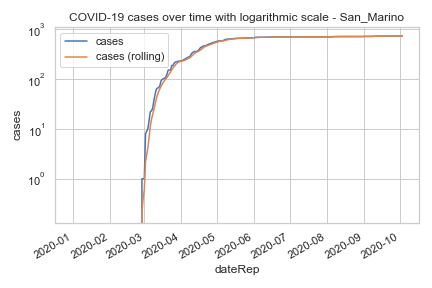 COVID-19 cases over time with logarithmic scale - San_Marino
cases
cases (rolling)
10³
10²
10¹
10⁰
cases
2020-01
2020-02
2020-03
2020-04
2020-05
2020-06
2020-07
2020-08
2020-09
2020-10
dateRep